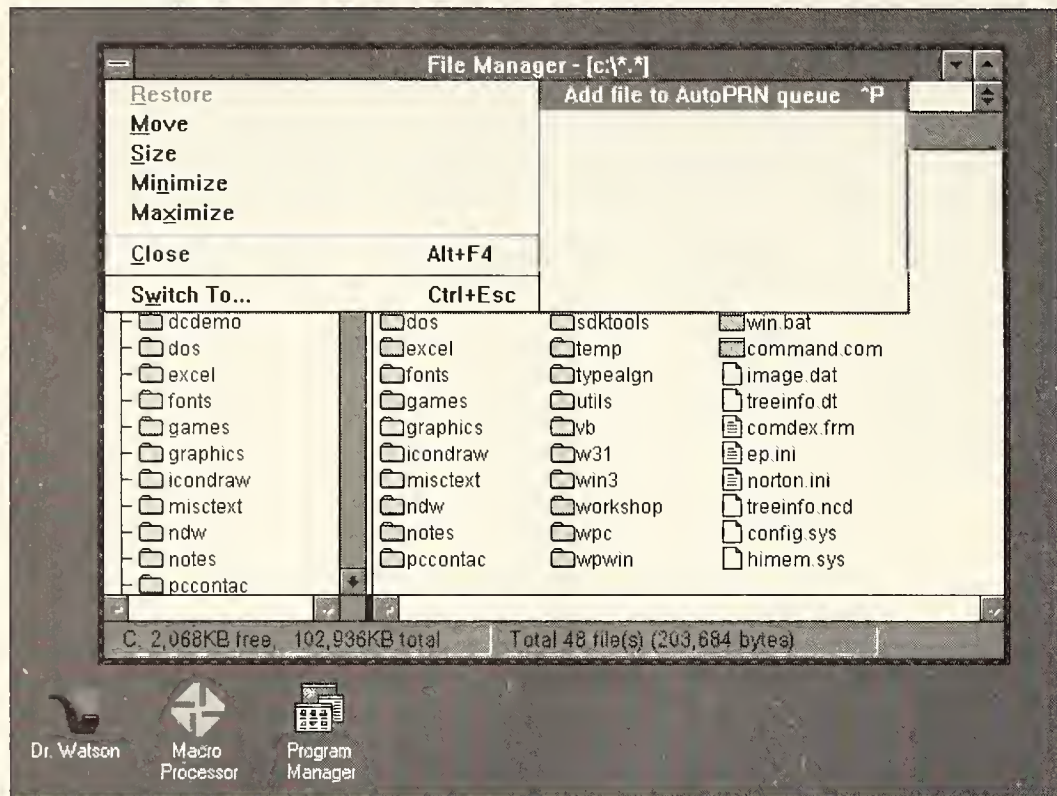 File Manager - [c:\*.*]
Restore
Move
Size
Minimize
Maximize
Close Alt+F4
Switch To... Ctrl+Esc
Add file to AutoPRN queue ^P
dcdemo
dos
excel
fonts
games
graphics
icondraw
misctext
ndw
notes
pccontac
dos
excel
fonts
games
graphics
icondraw
misctext
ndw
notes
pccontac
sdktools
temp
typealgn
utils
vb
w31
win3
workshop
wpc
wpwin
win.bat
command.com
image.dat
treeinfo.dt
comdex.frm
ep.ini
norton.ini
treeinfo.ncd
config.sys
himem.sys
C: 2,068KB free, 102,936KB total
Total 48 file(s) (203,684 bytes)
Dr. Watson
Macro
Processor
Program
Manager